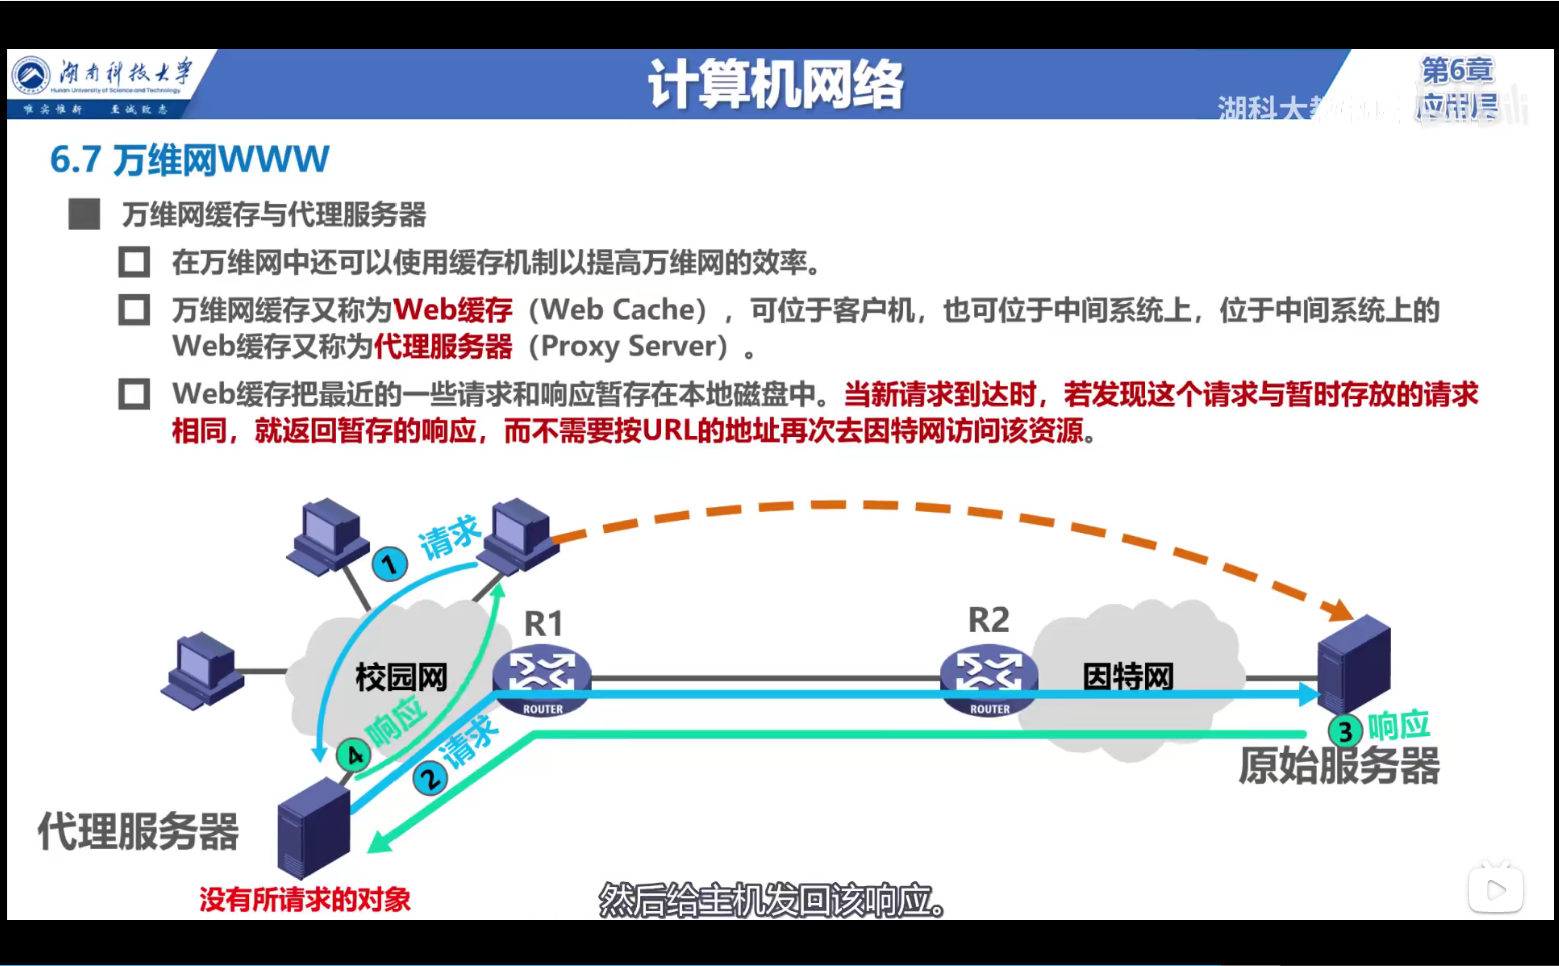 湖南科技大学
Hunan University of Science and Technology
唯实惟新 至诚致志
计算机网络
第6章
应用层
湖科大教
6.7 万维网WWW
万维网缓存与代理服务器
在万维网中还可以使用缓存机制以提高万维网的效率。
万维网缓存又称为Web缓存（Web Cache），可位于客户机，也可位于中间系统上，位于中间系统上的
Web缓存又称为代理服务器（Proxy Server）。
Web缓存把最近的一些请求和响应暂存在本地磁盘中。当新请求到达时，若发现这个请求与暂时存放的请求
相同，就返回暂存的响应，而不需要按URL的地址再次去因特网访问该资源。
1 请求
R1
R2
校园网
因特网
ROUTER
ROUTER
4 响应
2 请求
3 响应
原始服务器
代理服务器
没有所请求的对象
然后给主机发回该响应。